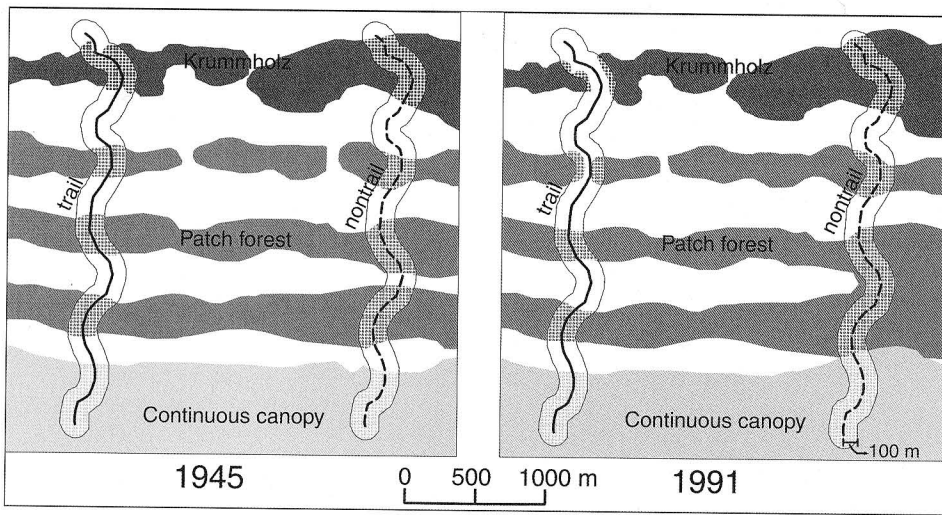 Krummholz
trail
nontrail
Patch forest
Continuous canopy
1945
Krummholz
trail
nontrail
Patch forest
Continuous canopy
100 m
1991
0 500 1000 m